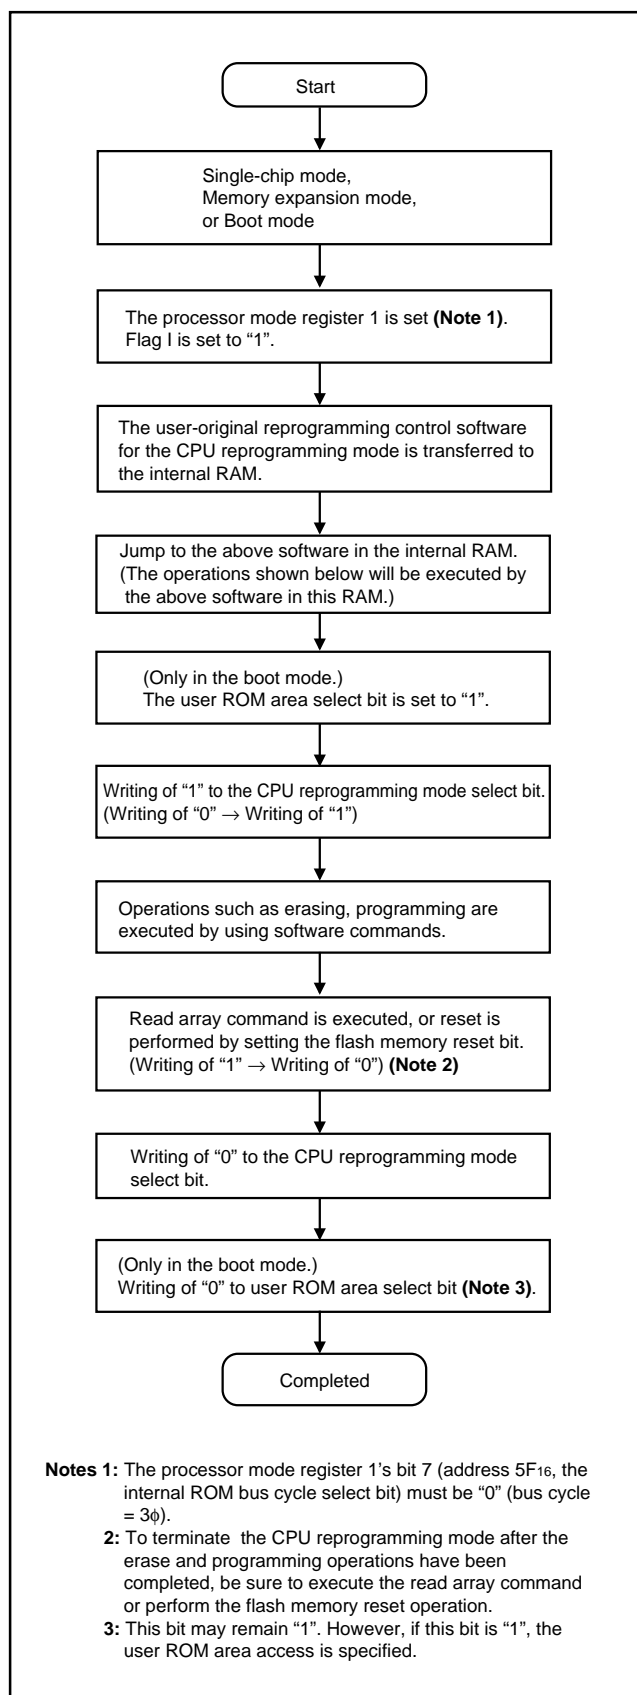 Start
Single-chip mode,
Memory expansion mode,
or Boot mode
The processor mode register 1 is set (Note 1).
Flag I is set to “1”.
The user-original reprogramming control software
for the CPU reprogramming mode is transferred to
the internal RAM.
Jump to the above software in the internal RAM.
(The operations shown below will be executed by
the above software in this RAM.)
(Only in the boot mode.)
The user ROM area select bit is set to “1”.
Writing of “1” to the CPU reprogramming mode select bit.
(Writing of “0” → Writing of “1”)
Operations such as erasing, programming are
executed by using software commands.
Read array command is executed, or reset is
performed by setting the flash memory reset bit.
(Writing of “1” → Writing of “0”) (Note 2)
Writing of “0” to the CPU reprogramming mode
select bit.
(Only in the boot mode.)
Writing of “0” to user ROM area select bit (Note 3).
Completed
Notes 1: The processor mode register 1’s bit 7 (address 5F16, the
internal ROM bus cycle select bit) must be “0” (bus cycle
= 3ϕ).
2: To terminate the CPU reprogramming mode after the
erase and programming operations have been
completed, be sure to execute the read array command
or perform the flash memory reset operation.
3: This bit may remain “1”. However, if this bit is “1”, the
user ROM area access is specified.